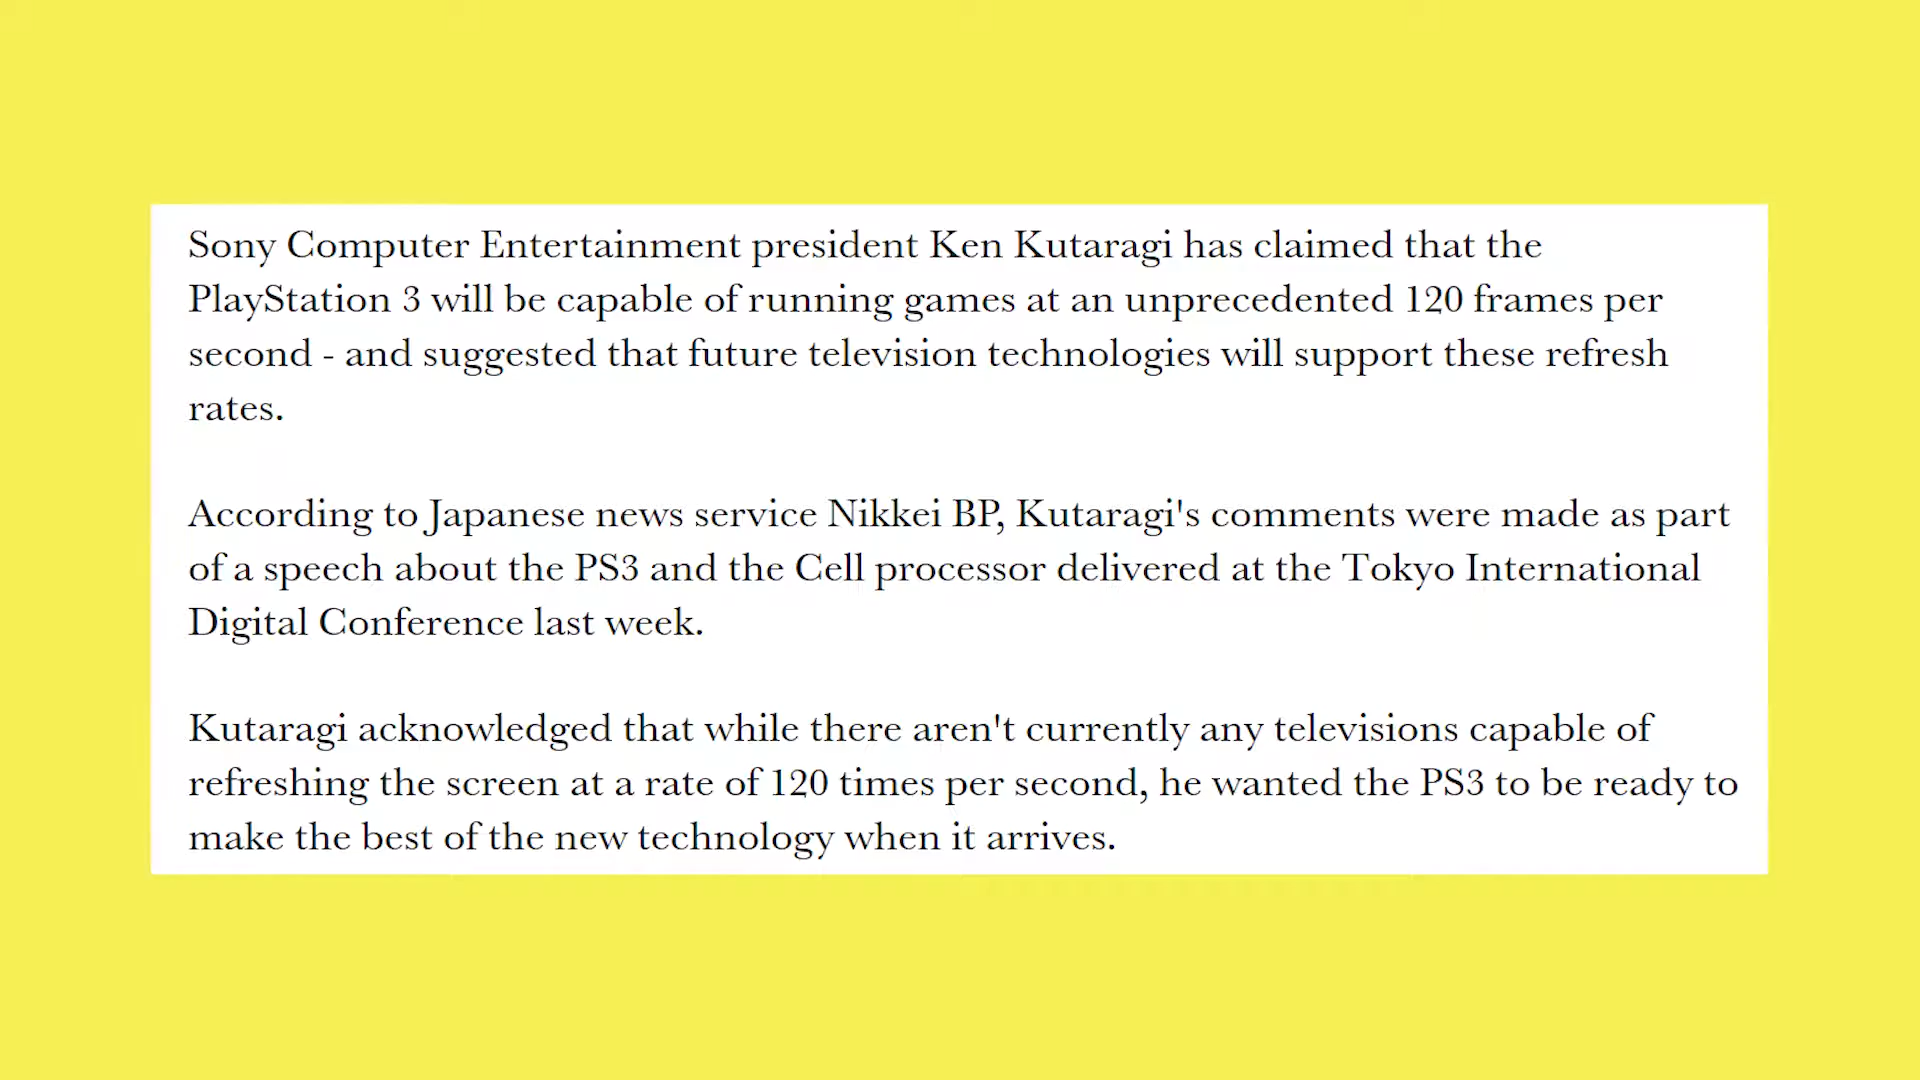 Sony Computer Entertainment president Ken Kutaragi has claimed that the
PlayStation 3 will be capable of running games at an unprecedented 120 frames per
second - and suggested that future television technologies will support these refresh
rates.
According to Japanese news service Nikkei BP, Kutaragi's comments were made as part
of a speech about the PS3 and the Cell processor delivered at the Tokyo International
Digital Conference last week.
Kutaragi acknowledged that while there aren't currently any televisions capable of
refreshing the screen at a rate of 120 times per second, he wanted the PS3 to be ready to
make the best of the new technology when it arrives.